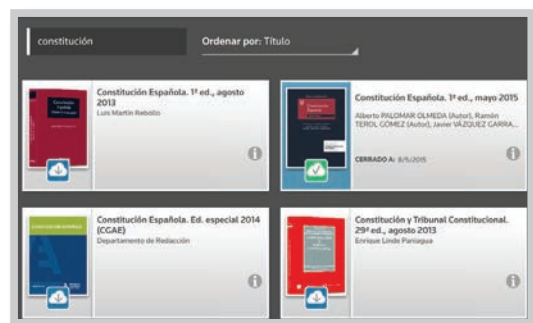 constitución
Ordenar por: Título
Constitución Española. 1ª ed., agosto
2013
Luis Martín Rebollo
Constitución Española. 1ª ed., mayo 2015
Alberto PALOMAR OLMEDA (Autor), Ramón
TEROL GÓMEZ (Autor), Javier VÁZQUEZ GARRA...
CERRADO A: 8/5/2015
Constitución Española. Ed. especial 2014
(CGAE)
Departamento de Redacción
Constitución y Tribunal Constitucional.
29ª ed., agosto 2013
Enrique Linde Paniagua